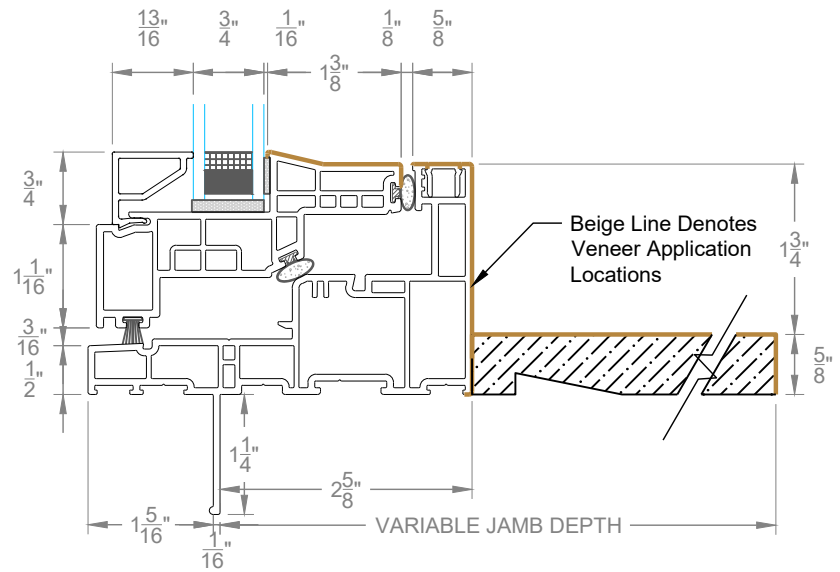 13/16" 3/4" 1/16" 1/8" 5/8"
1 3/8"
3/4"
1 1/16"
3/16"
1/2"
Beige Line Denotes
Veneer Application
Locations
1 3/4"
5/8"
1 1/4"
2 5/8"
1 5/16"
1/16"
VARIABLE JAMB DEPTH